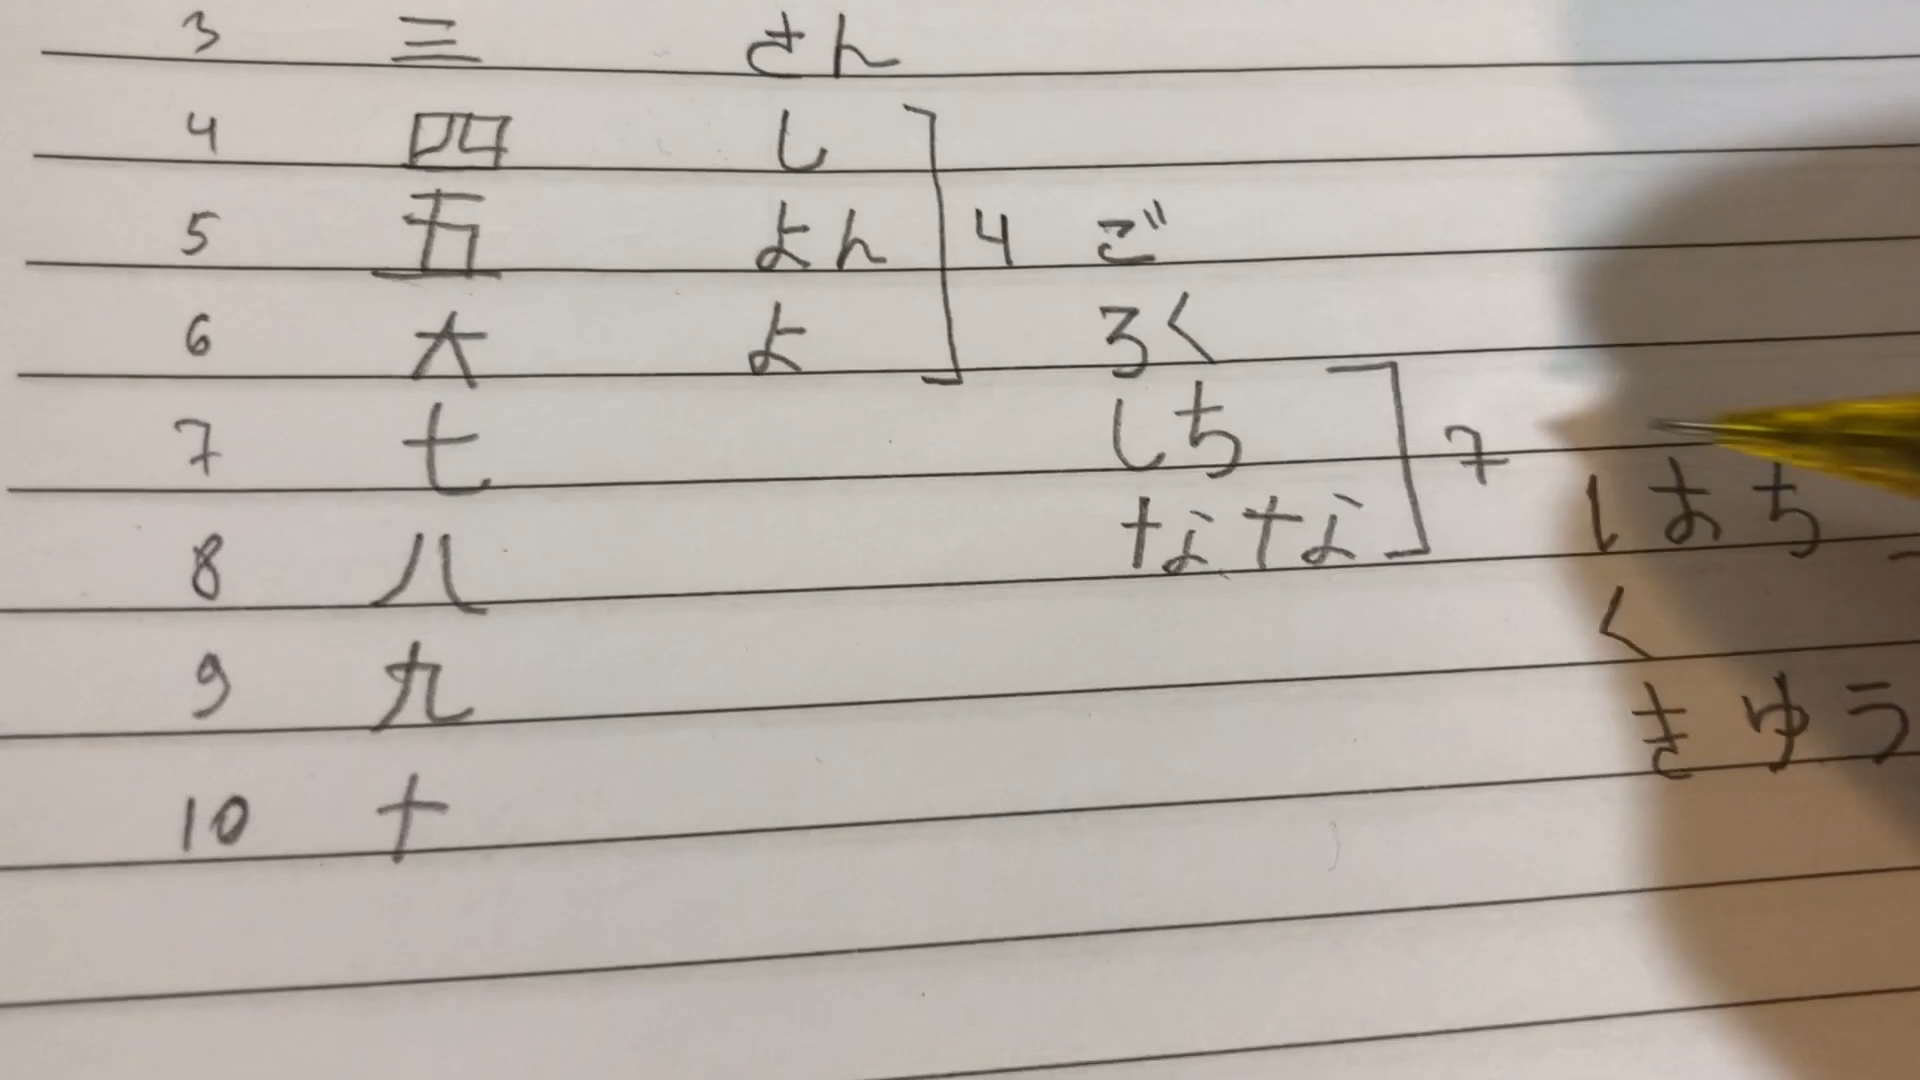 3 三 さん
4 四 し
5 五 よん 4 ご
6 六 よ ろく
7 七 しち 7
なな はち
8 八 く
9 九 きゅう
10 十